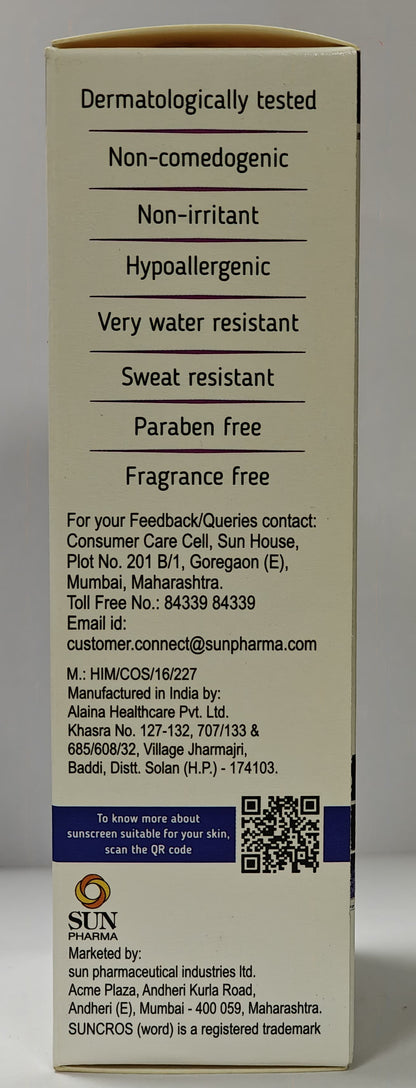 Dermatologically tested
Non-comedogenic
Non-irritant
Hypoallergenic
Very water resistant
Sweat resistant
Paraben free
Fragrance free
For your Feedback/Queries contact:
Consumer Care Cell, Sun House,
Plot No. 201 B/1, Goregaon (E),
Mumbai, Maharashtra.
Toll Free No.: 84339 84339
Email id:
customer.connect@sunpharma.com
M.: HIM/COS/16/227
Manufactured in India by:
Alaina Healthcare Pvt. Ltd.
Khasra No. 127-132, 707/133 &
685/608/32, Village Jharmajri,
Baddi, Distt. Solan (H.P.) - 174103.
To know more about
sunscreen suitable for your skin,
scan the QR code
SUN
PHARMA
Marketed by:
sun pharmaceutical industries ltd.
Acme Plaza, Andheri Kurla Road,
Andheri (E), Mumbai - 400 059, Maharashtra.
SUNCROS (word) is a registered trademark